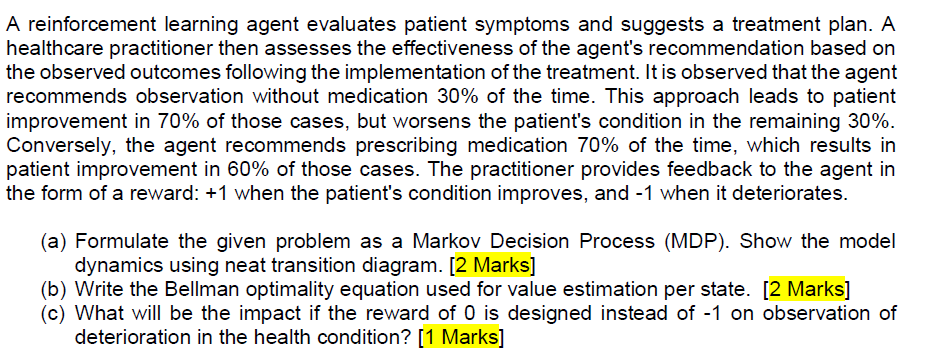 A reinforcement learning agent evaluates patient symptoms and suggests a treatment plan. A
healthcare practitioner then assesses the effectiveness of the agent's recommendation based on
the observed outcomes following the implementation of the treatment. It is observed that the agent
recommends observation without medication 30% of the time. This approach leads to patient
improvement in 70% of those cases, but worsens the patient's condition in the remaining 30%.
Conversely, the agent recommends prescribing medication 70% of the time, which results in
patient improvement in 60% of those cases. The practitioner provides feedback to the agent in
the form of a reward: +1 when the patient's condition improves, and -1 when it deteriorates.
(a) Formulate the given problem as a Markov Decision Process (MDP). Show the model
dynamics using neat transition diagram. [2 Marks]
(b) Write the Bellman optimality equation used for value estimation per state. [2 Marks]
(c) What will be the impact if the reward of 0 is designed instead of -1 on observation of
deterioration in the health condition? [1 Marks]